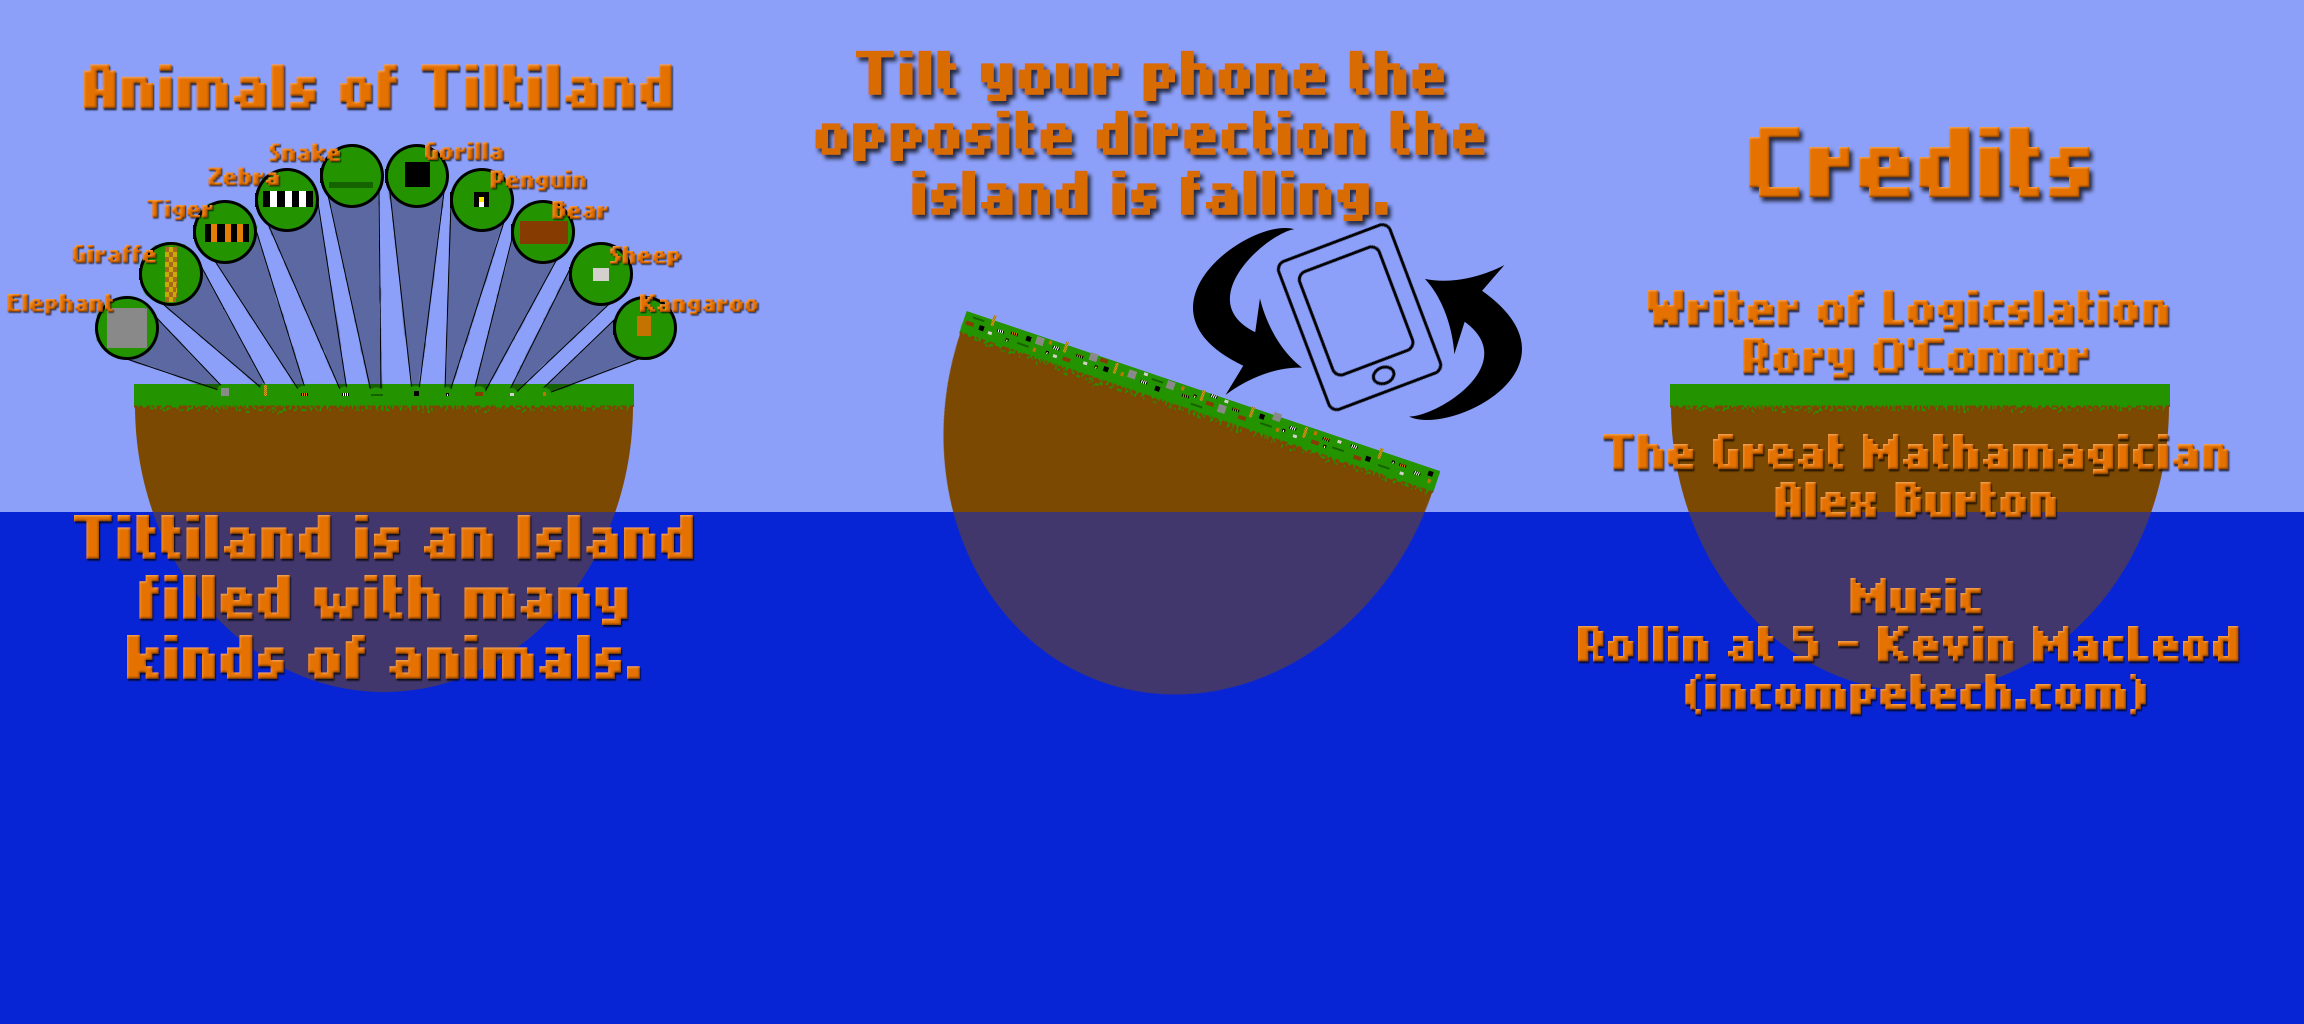 Animals of Tiltiland
Snake
Gorilla
Zebra
Penguin
Tiger
Bear
Giraffe
Sheep
Elephant
Kangaroo
Tittiland is an Island
filled with many
kinds of animals.
Tilt your phone the
opposite direction the
island is falling.
Credits
Writer of Logicslation
Rory O'Connor
The Great Mathamagician
Alex Burton
Music
Rollin at 5 - Kevin MacLeod
(incompetech.com)